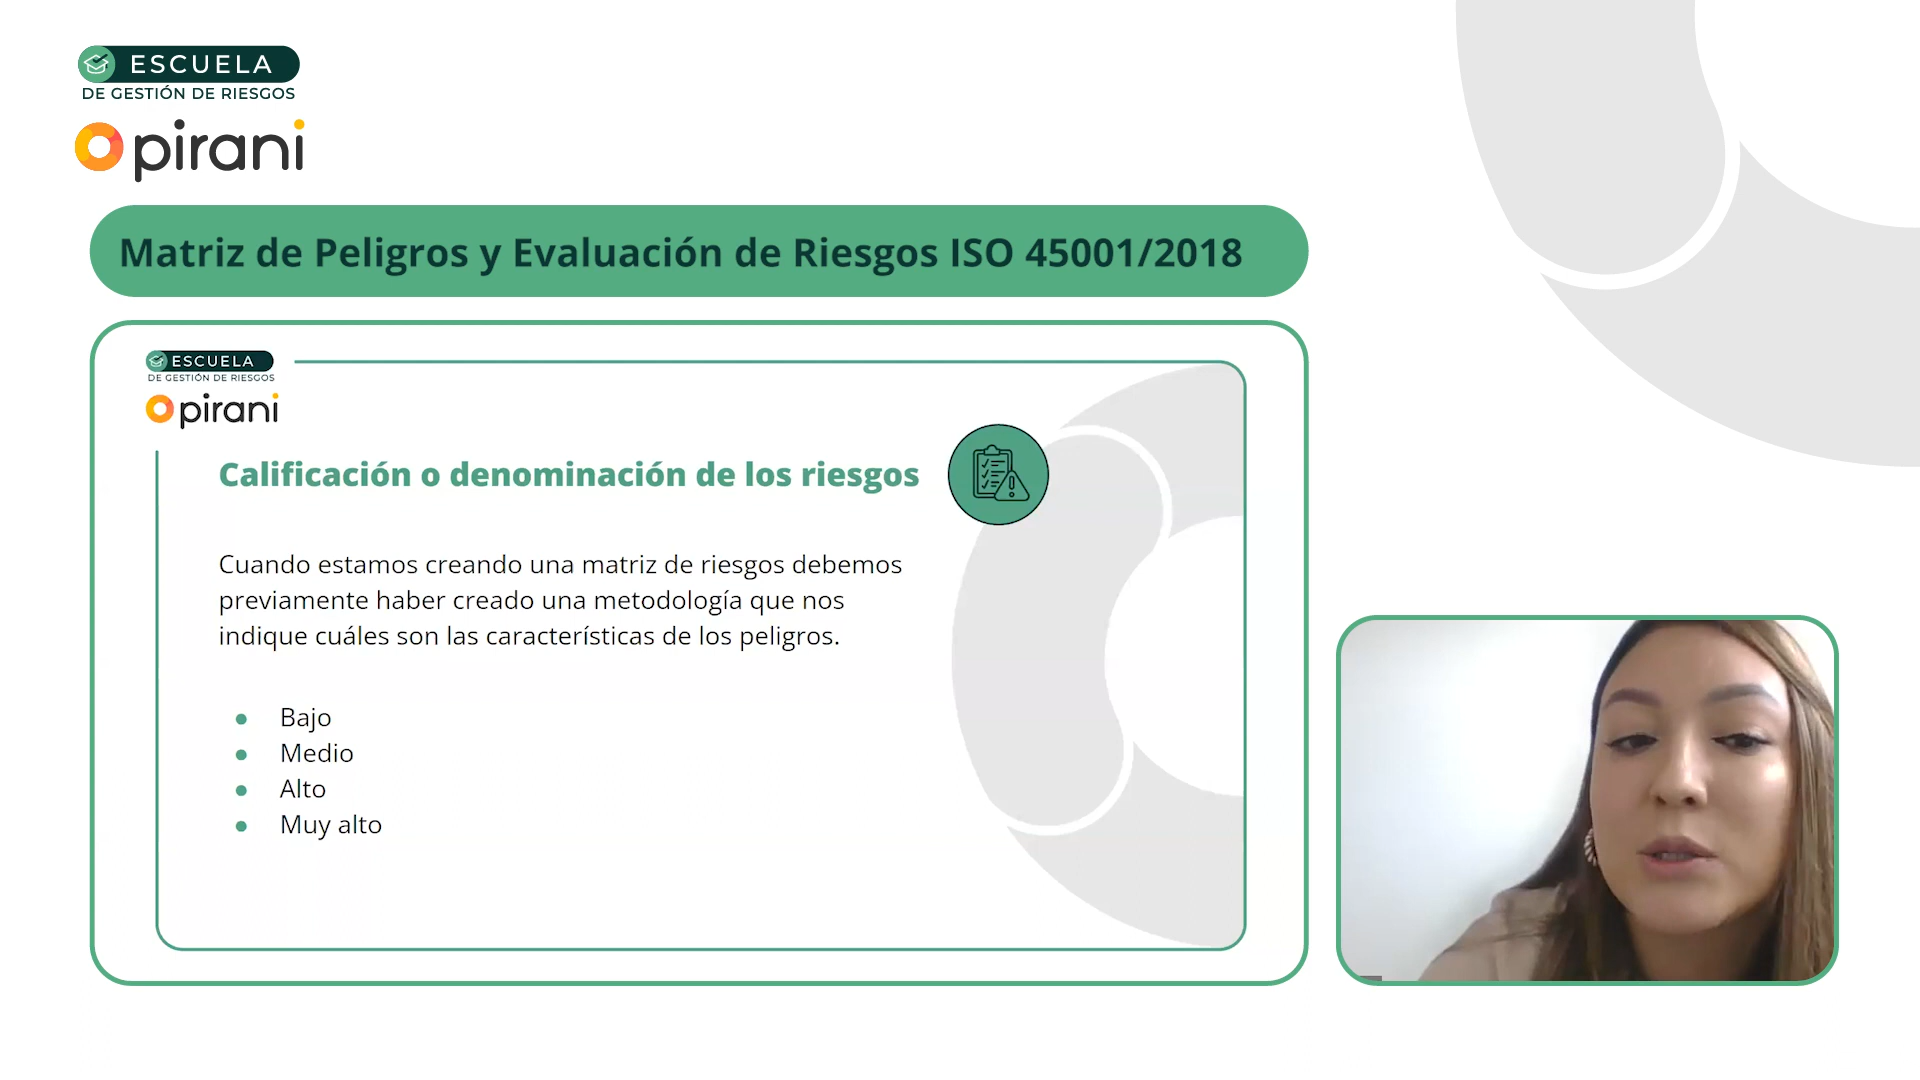 ESCUELA
DE GESTIÓN DE RIESGOS
pirani
Matriz de Peligros y Evaluación de Riesgos ISO 45001/2018
ESCUELA
DE GESTIÓN DE RIESGOS
pirani
Calificación o denominación de los riesgos
Cuando estamos creando una matriz de riesgos debemos
previamente haber creado una metodología que nos
indique cuáles son las características de los peligros.
● Bajo
● Medio
● Alto
● Muy alto